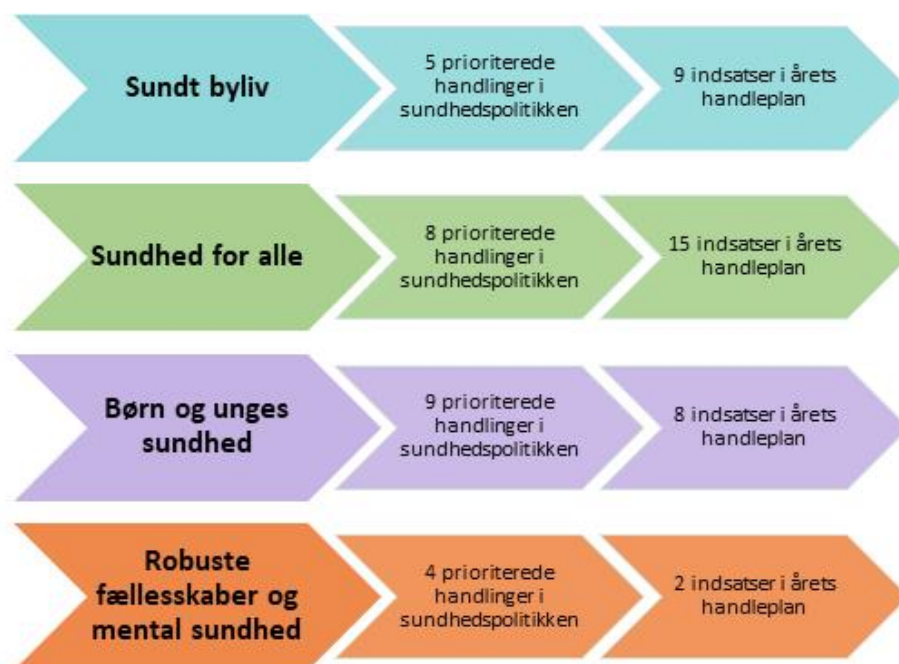 Sundt byliv
5 prioriterede
handlinger i
sundhedspolitikken
9 indsatser i årets
handleplan
Sundhed for alle
8 prioriterede
handlinger i
sundhedspolitikken
15 indsatser i årets
handleplan
Børn og unges
sundhed
9 prioriterede
handlinger i
sundhedspolitikken
8 indsatser i årets
handleplan
Robuste
fællesskaber og
mental sundhed
4 prioriterede
handlinger i
sundhedspolitikken
2 indsatser i årets
handleplan